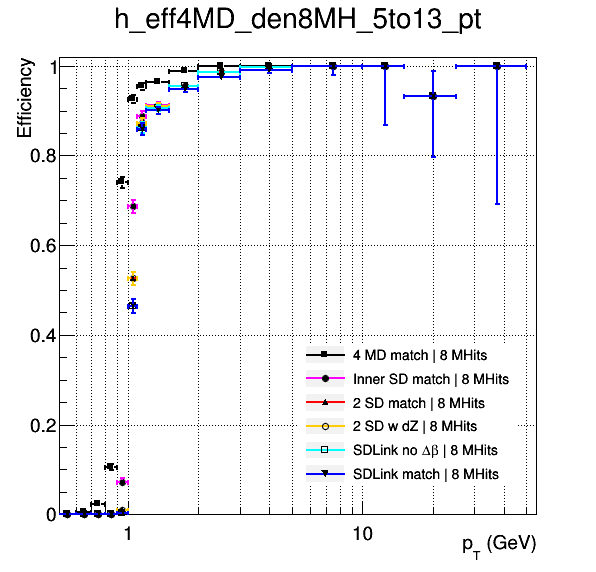 h_eff4MD_den8MH_5to13_pt
Efficiency
1
0.8
0.6
0.4
0.2
0
4 MD match | 8 MHits
Inner SD match | 8 MHits
2 SD match | 8 MHits
2 SD w dZ | 8 MHits
SDLink no Δβ | 8 MHits
SDLink match | 8 MHits
1
10
p_T (GeV)